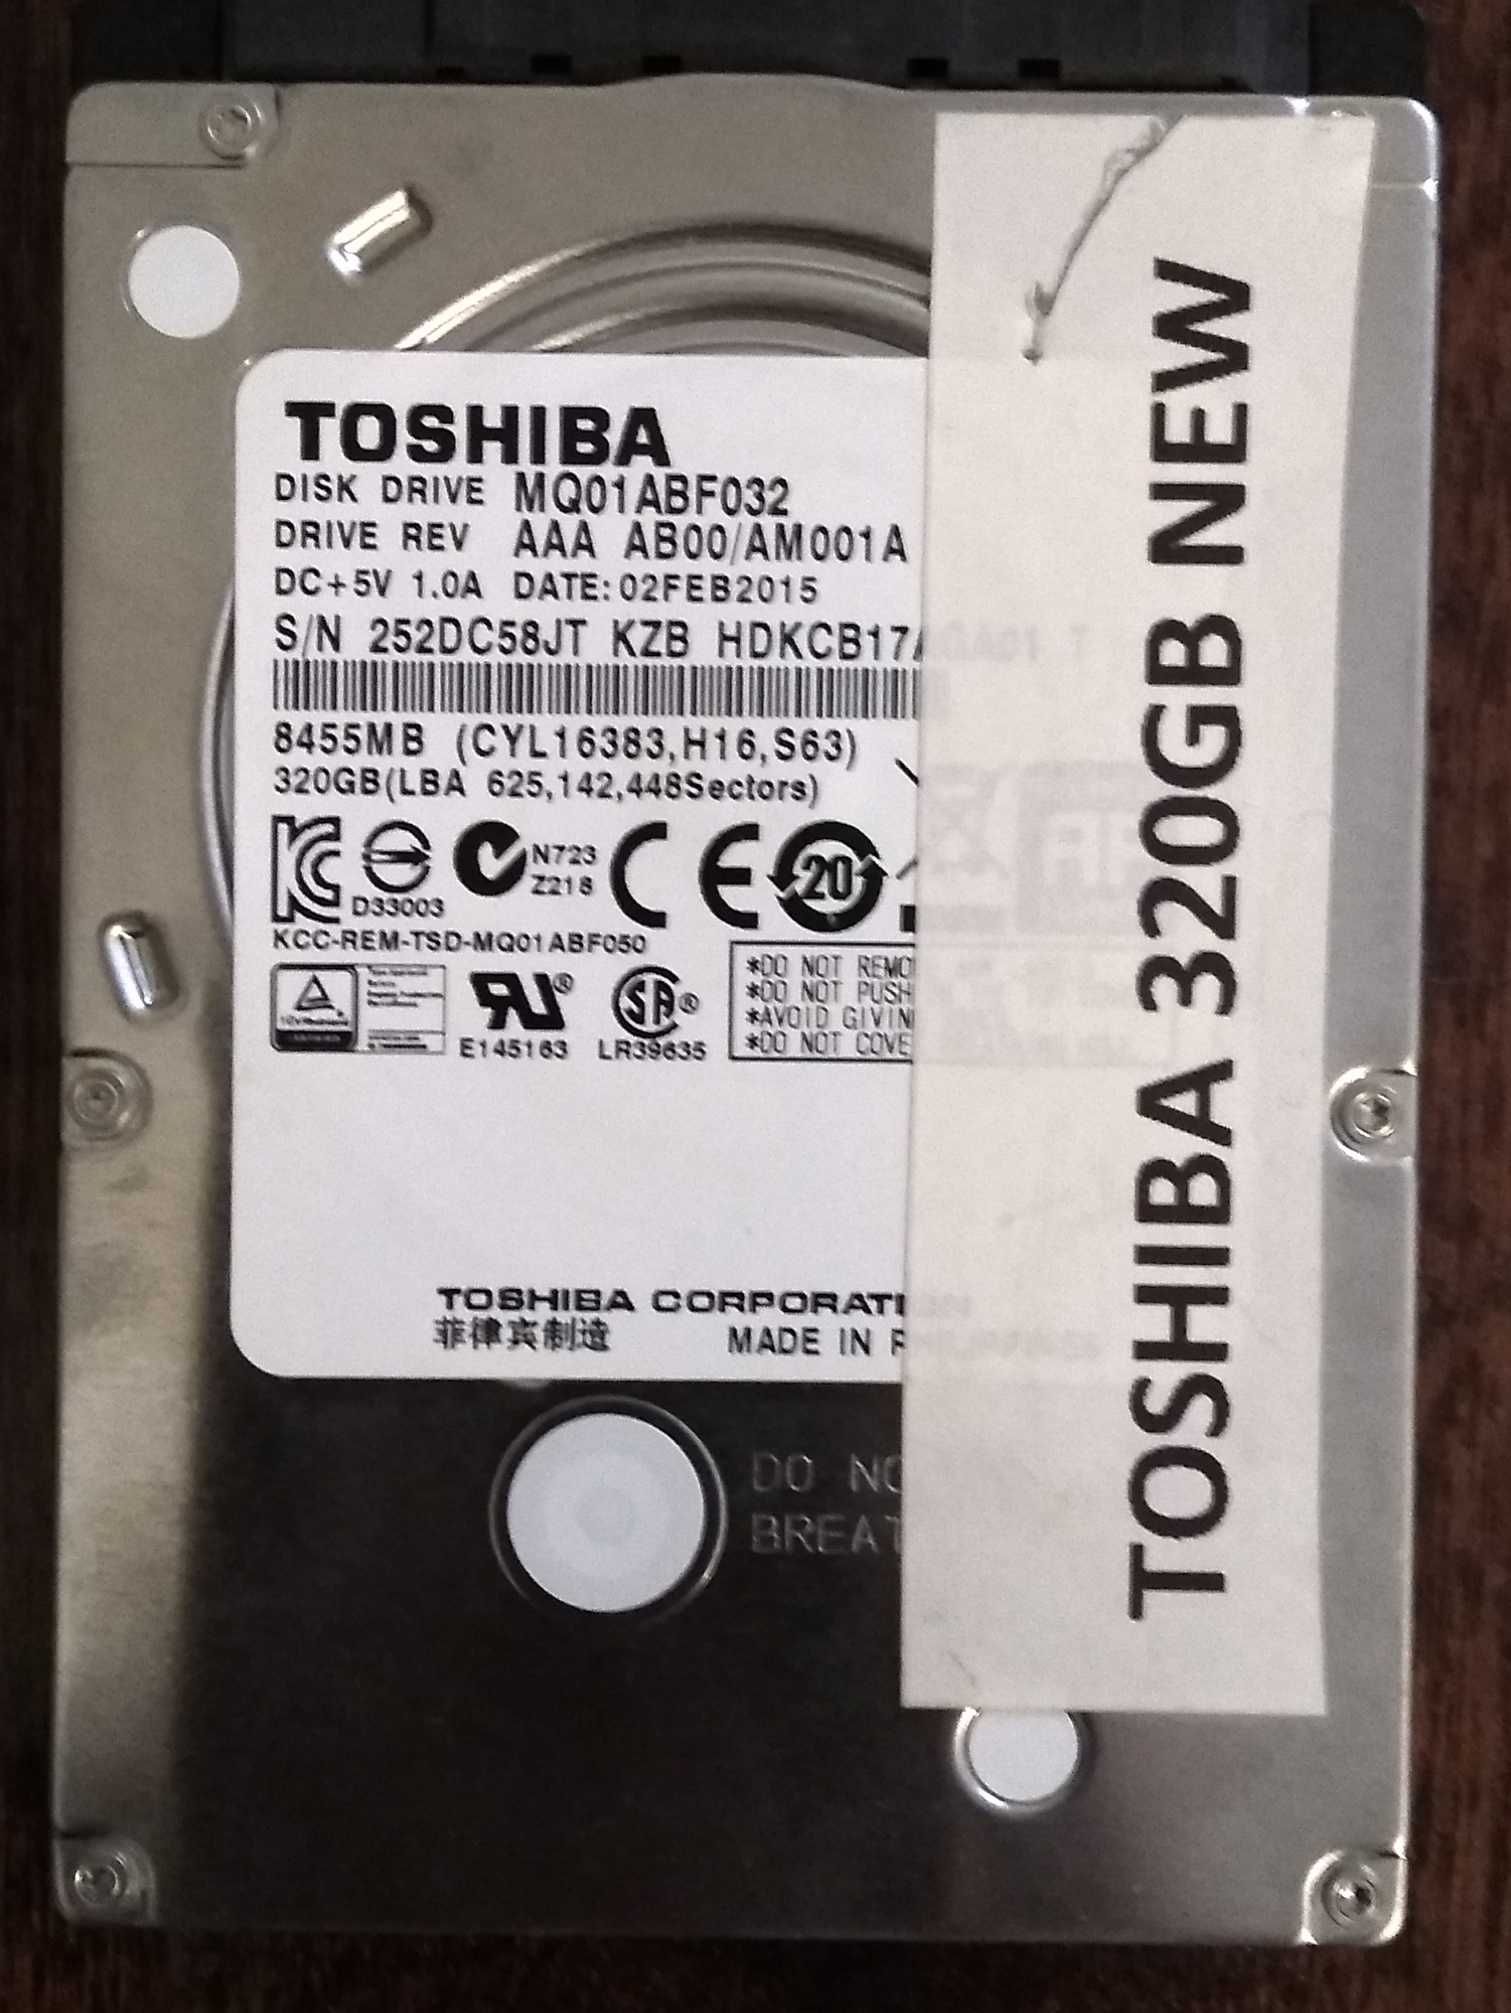 TOSHIBA
DISK DRIVE MQ01ABF032
DRIVE REV AAA AB00/AM001A
DC+5V 1.0A DATE:02FEB2015
S/N 252DC58JT KZB HDKCB17
8455MB (CYL16383,H16,S63)
320GB(LBA 625,142,448Sectors)
D33003
N723
Z218
CE
20
KCC-REM-TSD-MQ01ABF050
E145163
SA
LR39635
*DO NOT REMO
*DO NOT PUSH
*AVOID GIVIN
*DO NOT COVE
TOSHIBA CORPORATI
菲律宾制造 MADE IN
DO NO
BREAT
TOSHIBA 320GB NEW